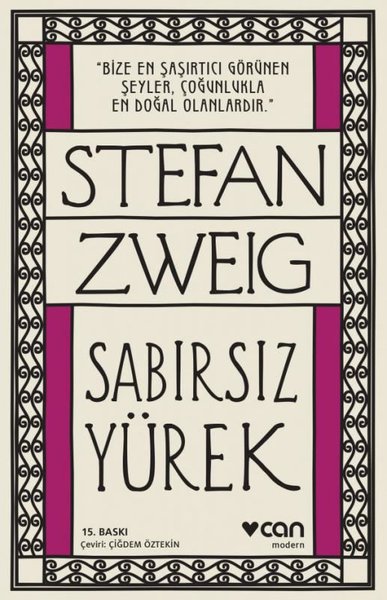 “BİZE EN ŞAŞIRTICI GÖRÜNEN
ŞEYLER, ÇOĞUNLUKLA
EN DOĞAL OLANLARDIR.”
STEFAN
ZWEIG
SABIRSIZ
YÜREK
15. BASKI
Çeviri: ÇİĞDEM ÖZTEKİN
can
modern